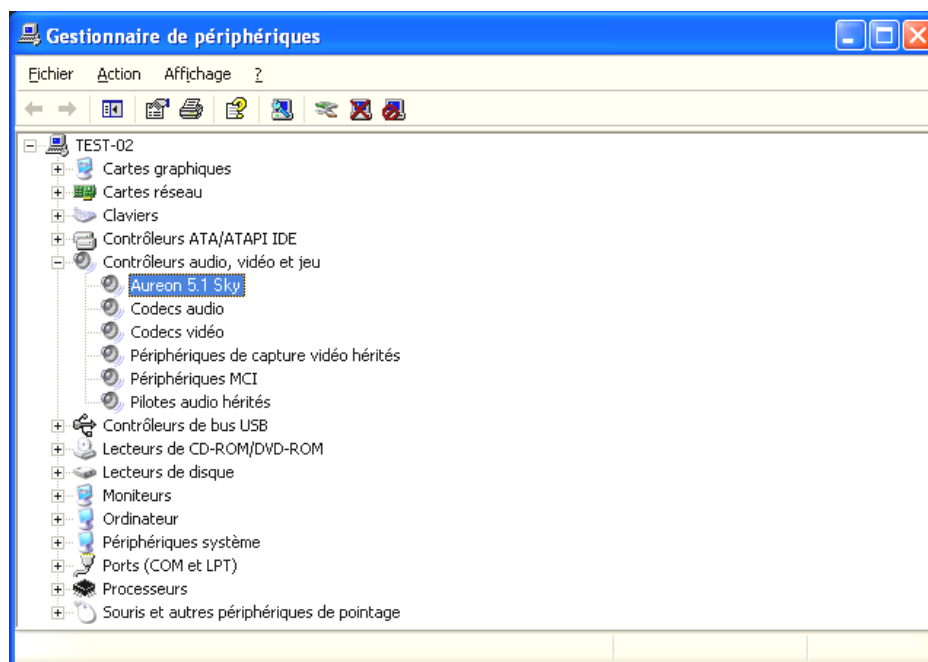 Gestionnaire de périphériques
Fichier Action Affichage ?
TEST-02
Cartes graphiques
Cartes réseau
Claviers
Contrôleurs ATA/ATAPI IDE
Contrôleurs audio, vidéo et jeu
Aureon 5.1 Sky
Codecs audio
Codecs vidéo
Périphériques de capture vidéo hérités
Périphériques MCI
Pilotes audio hérités
Contrôleurs de bus USB
Lecteurs de CD-ROM/DVD-ROM
Lecteurs de disque
Moniteurs
Ordinateur
Périphériques système
Ports (COM et LPT)
Processeurs
Souris et autres périphériques de pointage